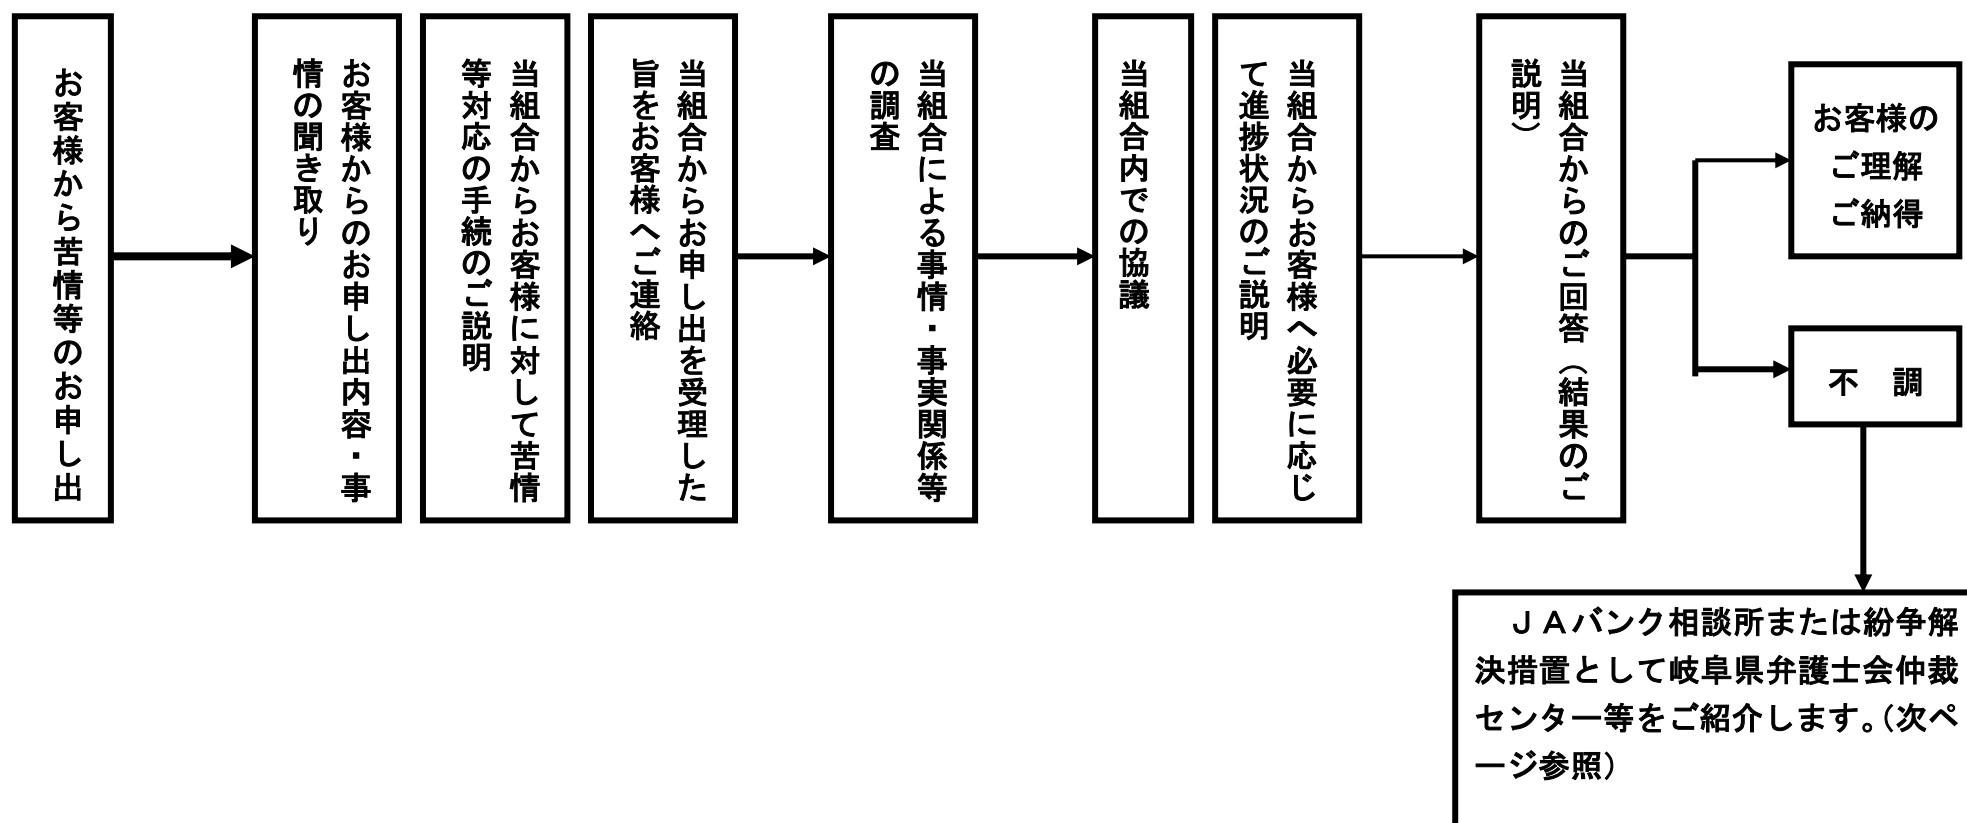 お客様から苦情等のお申し出
お客様からのお申し出内容・事
情の聞き取り
当組合からお客様に対して苦情
等対応の手続のご説明
当組合からお申し出を受理した
旨をお客様へご連絡
当組合による事情・事実関係等
の調査
当組合内での協議
当組合からお客様へ必要に応じ
て進捗状況のご説明
当組合からのご回答（結果のご
説明）
お客様の
ご理解
ご納得
不　調
ＪＡバンク相談所または紛争解
決措置として岐阜県弁護士会仲裁
センター等をご紹介します。（次ペ
ージ参照）